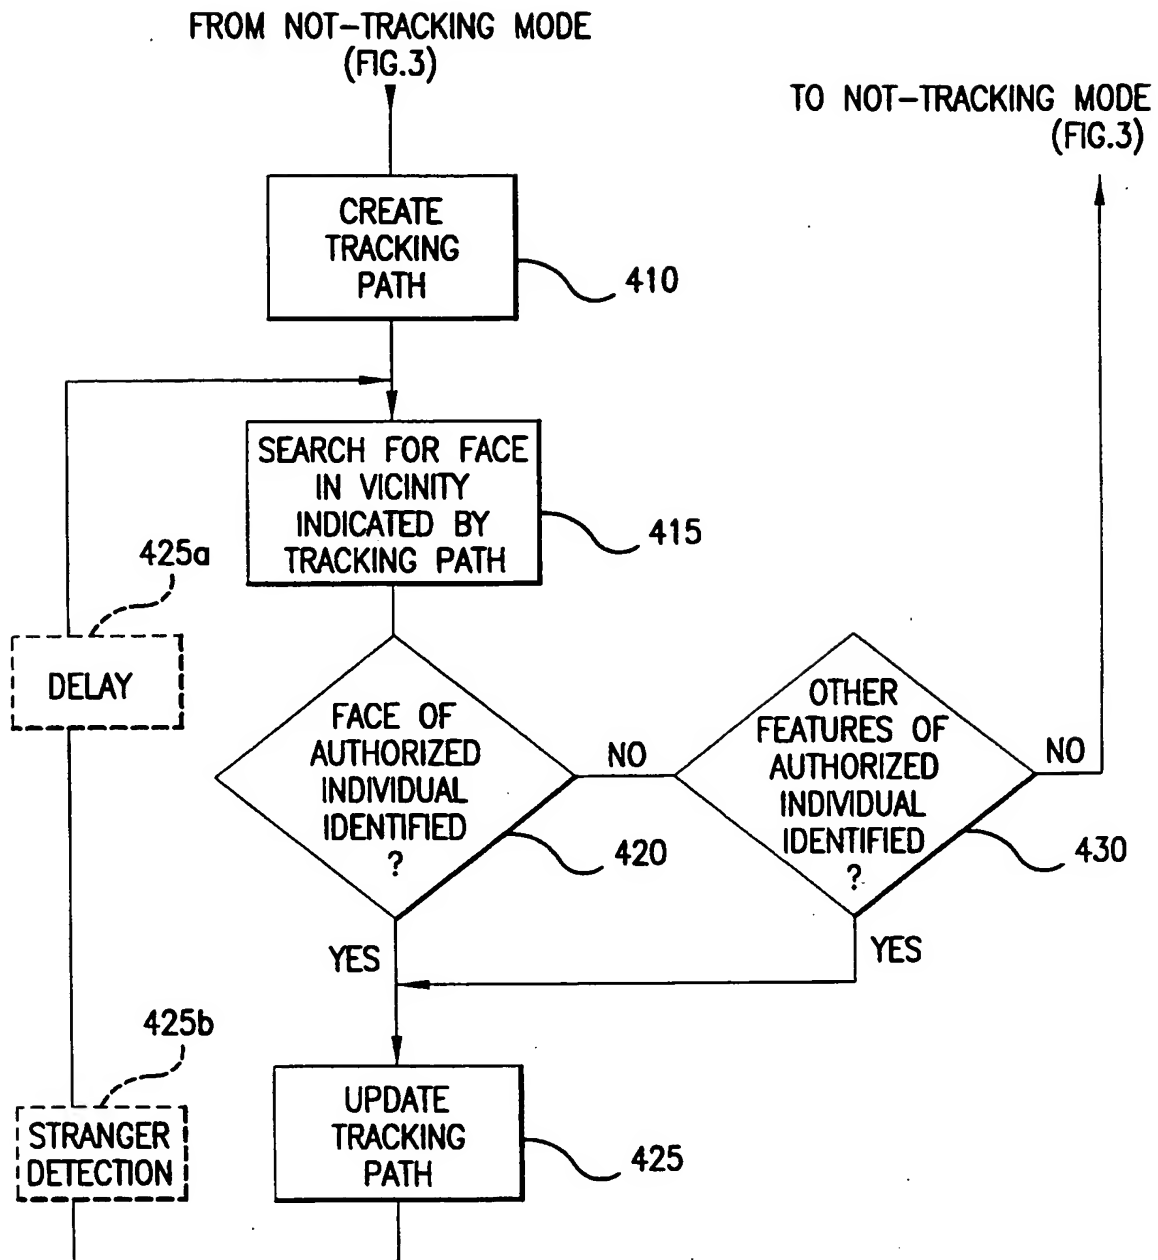 FROM NOT-TRACKING MODE
(FIG.3)
TO NOT-TRACKING MODE
(FIG.3)
CREATE
TRACKING
PATH
410
SEARCH FOR FACE
IN VICINITY
INDICATED BY
TRACKING PATH
415
425a
DELAY
FACE OF
AUTHORIZED
INDIVIDUAL
IDENTIFIED
?
420
NO
OTHER
FEATURES OF
AUTHORIZED
INDIVIDUAL
IDENTIFIED
?
430
NO
YES
YES
425b
STRANGER
DETECTION
UPDATE
TRACKING
PATH
425